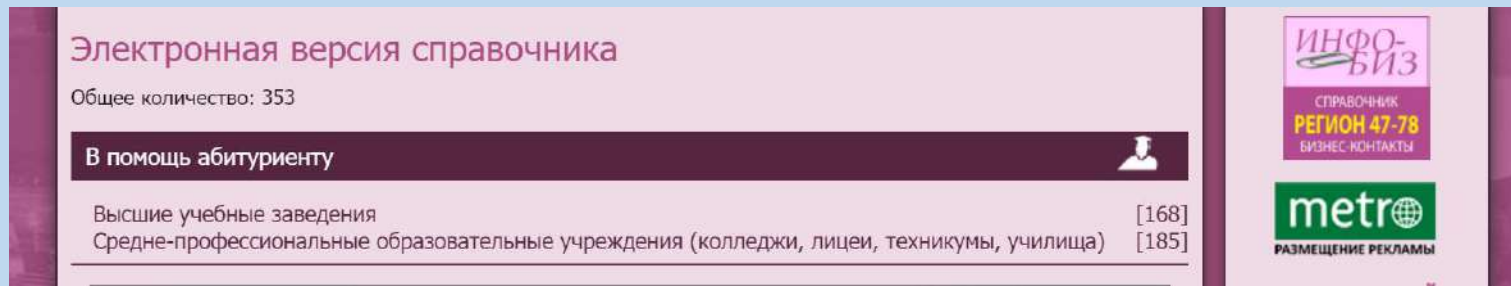 Электронная версия справочника
Общее количество: 353
В помощь абитуриенту
Высшие учебные заведения [168]
Средне-профессиональные образовательные учреждения (колледжи, лицеи, техникумы, училища) [185]
ИНФО-
БИЗ
СПРАВОЧНИК
РЕГИОН 47-78
БИЗНЕС-КОНТАКТЫ
metro
РАЗМЕЩЕНИЕ РЕКЛАМЫ